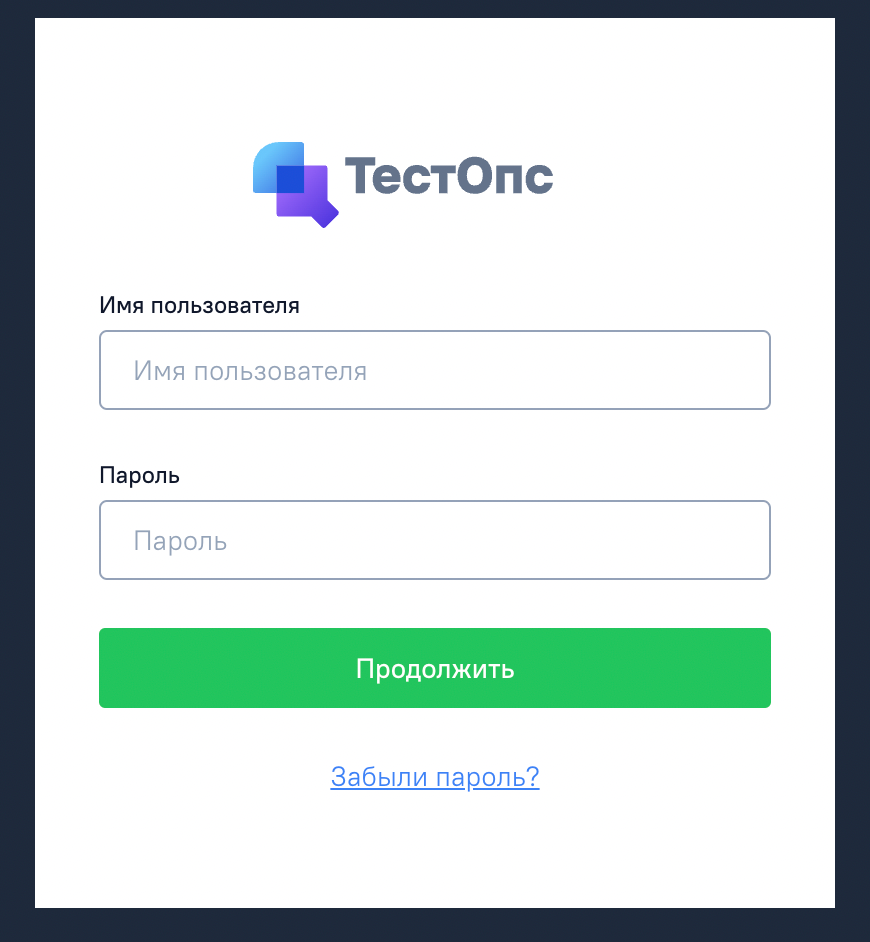 ТестОпс
Имя пользователя
Имя пользователя
Пароль
Пароль
Продолжить
Забыли пароль?